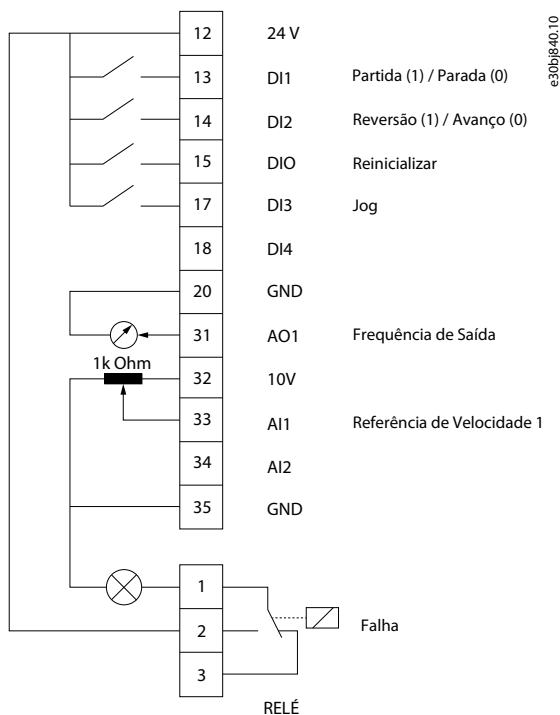 12 24 V
13 DI1 Partida (1) / Parada (0)
14 DI2 Reversão (1) / Avanço (0)
15 DIO Reinicializar
17 DI3 Jog
18 DI4
20 GND
31 AO1 Frequência de Saída
1k Ohm
32 10V
33 AI1 Referência de Velocidade 1
34 AI2
35 GND
1
2
Falha
3
RELÉ
e30bj840.10